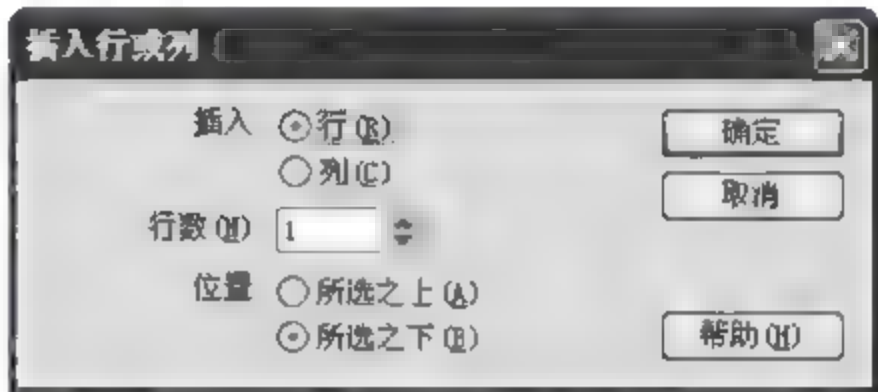 插入行或列
插入 行(R) 确定
列(C) 取消
行数(N) 1
位置 所选之上(A)
所选之下(B) 帮助(H)